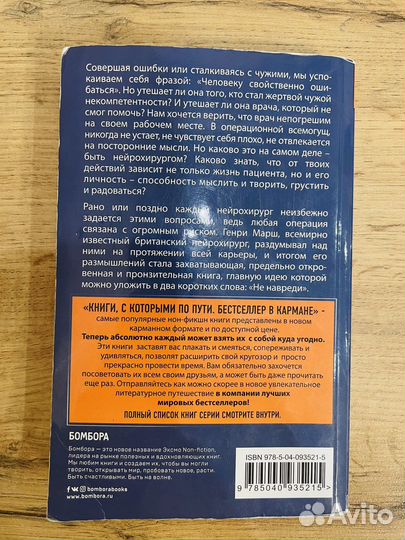 Совершая ошибки или сталкиваясь с чужими, мы успо-
каиваем себя фразой: «Человеку свойственно оши-
баться». Но утешает ли она того, кто стал жертвой чужой
некомпетентности? И утешает ли она врача, который не
смог помочь? Нам хочется верить, что врач непогрешим
на своем рабочем месте. В операционной всемогущ,
никогда не устает, не чувствует себя плохо, не отвлекается
на посторонние мысли. Но каково это на самом деле –
быть нейрохирургом? Каково знать, что от твоих
действий зависит не только жизнь пациента, но и его
личность – способность мыслить и творить, грустить
и радоваться?
Рано или поздно каждый нейрохирург неизбежно
задается этими вопросами, ведь любая операция
связана с огромным риском. Генри Марш, всемирно
известный британский нейрохирург, раздумывал над
ними на протяжении всей карьеры, и итогом его
размышлений стала захватывающая, предельно откро-
венная и пронзительная книга, главную идею которой
можно уложить в два коротких слова: «Не навреди».
«КНИГИ, С КОТОРЫМИ ПО ПУТИ. БЕСТСЕЛЛЕР В КАРМАНЕ» -
самые популярные нон-фикшн книги представлены в новом
карманном формате и по доступной цене.
Теперь абсолютно каждый может взять их с собой куда угодно.
Эти книги заставят вас плакать и смеяться, сопереживать и
удивляться, позволят расширить свой кругозор и просто
прекрасно провести время. Вам обязательно захочется
посоветовать их всем своим друзьям, а может быть, даже прочитать
еще раз. Отправляйтесь как можно скорее в новое увлекательное
литературное путешествие в компании лучших
мировых бестселлеров!
ПОЛНЫЙ СПИСОК КНИГ СЕРИИ СМОТРИТЕ ВНУТРИ.
БОМБОРА
Бомбора – это новое название Эксмо Non-fiction,
лидера на рынке полезных и вдохновляющих книг.
Мы любим книги и создаем их, чтобы вы могли
творить, открывать мир, пробовать новое, расти.
Быть счастливыми. Быть на волне.
bomborabooks bombora
www.bombora.ru
ISBN 978-5-04-093521-5
9 785040 935215 >
Avito